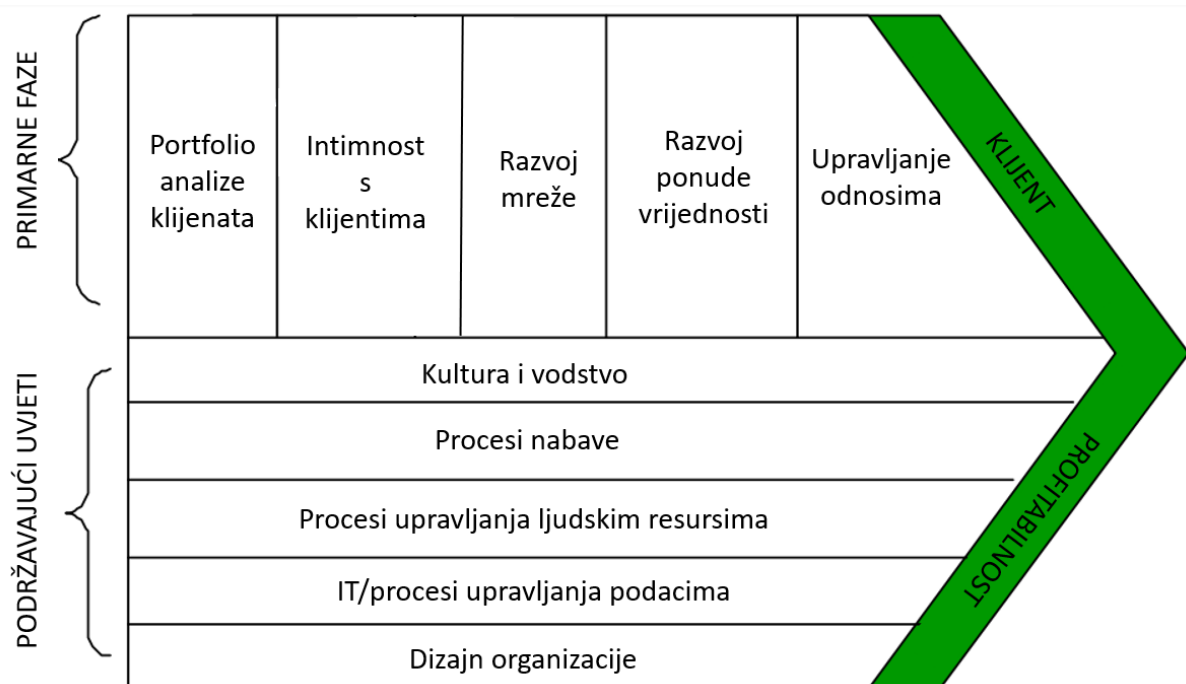 PRIMARNE FAZE
Portfolio
analize
klijenata
Intimnost
s
klijentima
Razvoj
mreže
Razvoj
ponude
vrijednosti
Upravljanje
odnosima
KLIJENT
PODRŽAVAJUĆI UVJETI
Kultura i vodstvo
Procesi nabave
Procesi upravljanja ljudskim resursima
IT/procesi upravljanja podacima
Dizajn organizacije
PROFITABILNOST